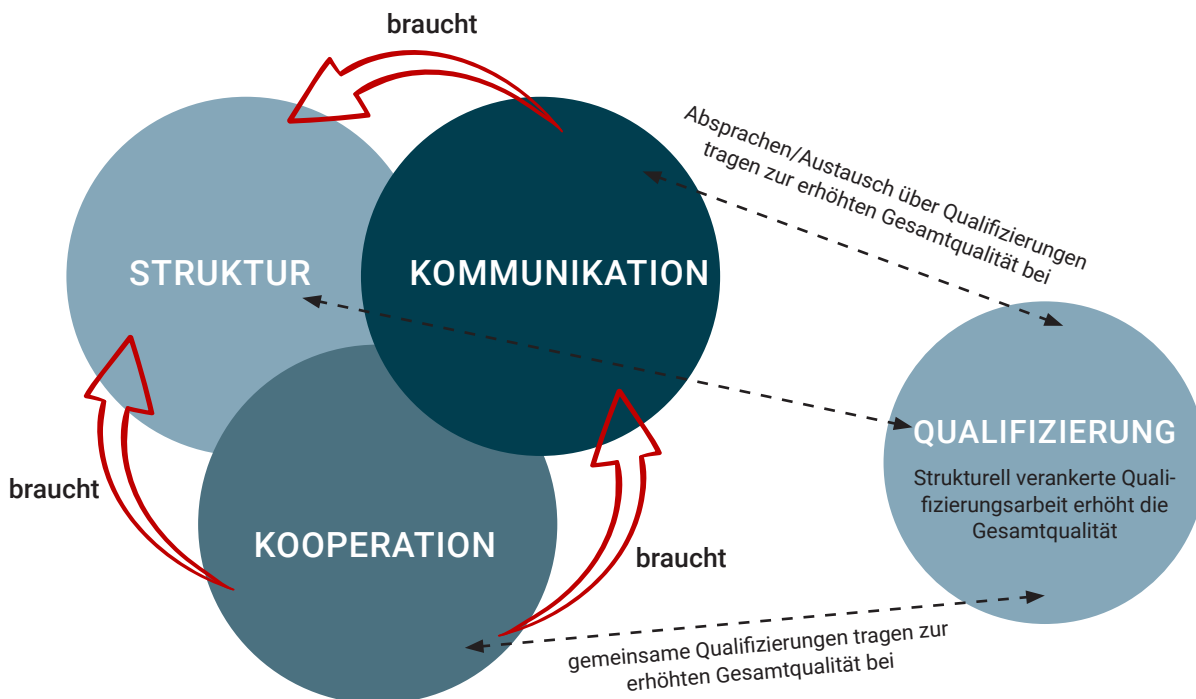 braucht
Absprachen/Austausch über Qualifizierungen
tragen zur erhöhten Gesamtqualität bei
STRUKTUR
KOMMUNIKATION
QUALIFIZIERUNG
Strukturell verankerte Quali-
fizierungsarbeit erhöht die
Gesamtqualität
braucht
KOOPERATION
braucht
gemeinsame Qualifizierungen tragen zur
erhöhten Gesamtqualität bei